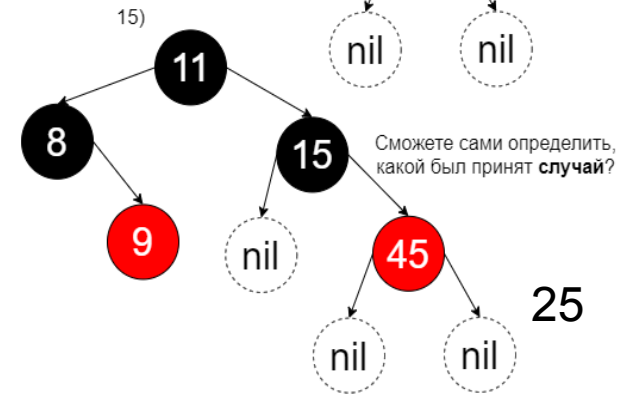 15)
nil nil
11
8
15
Сможете сами определить,
какой был принят случай?
9
nil
45
25
nil nil